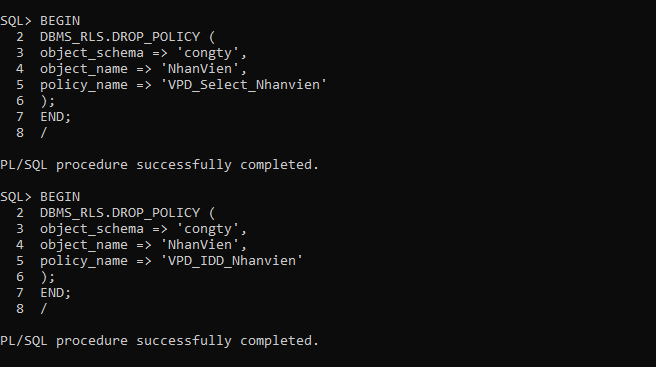 SQL> BEGIN
  2  DBMS_RLS.DROP_POLICY (
  3  object_schema => 'congty',
  4  object_name => 'NhanVien',
  5  policy_name => 'VPD_Select_Nhanvien'
  6  );
  7  END;
  8  /
PL/SQL procedure successfully completed.
SQL> BEGIN
  2  DBMS_RLS.DROP_POLICY (
  3  object_schema => 'congty',
  4  object_name => 'NhanVien',
  5  policy_name => 'VPD_IDD_Nhanvien'
  6  );
  7  END;
  8  /
PL/SQL procedure successfully completed.